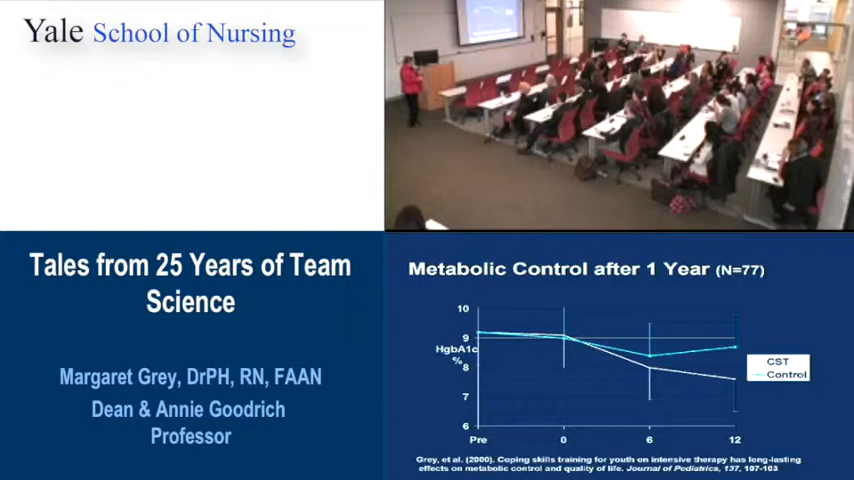 Yale School of Nursing
Tales from 25 Years of Team
Science
Margaret Grey, DrPH, RN, FAAN
Dean & Annie Goodrich
Professor
Metabolic Control after 1 Year (N=77)
10
9
HgbA1c
%
8
7
6
Pre
0
6
12
CST
Control
Grey, et al. (2000). Coping skills training for youth on intensive therapy has long-lasting
effects on metabolic control and quality of life. Journal of Pediatrics, 137, 107-103